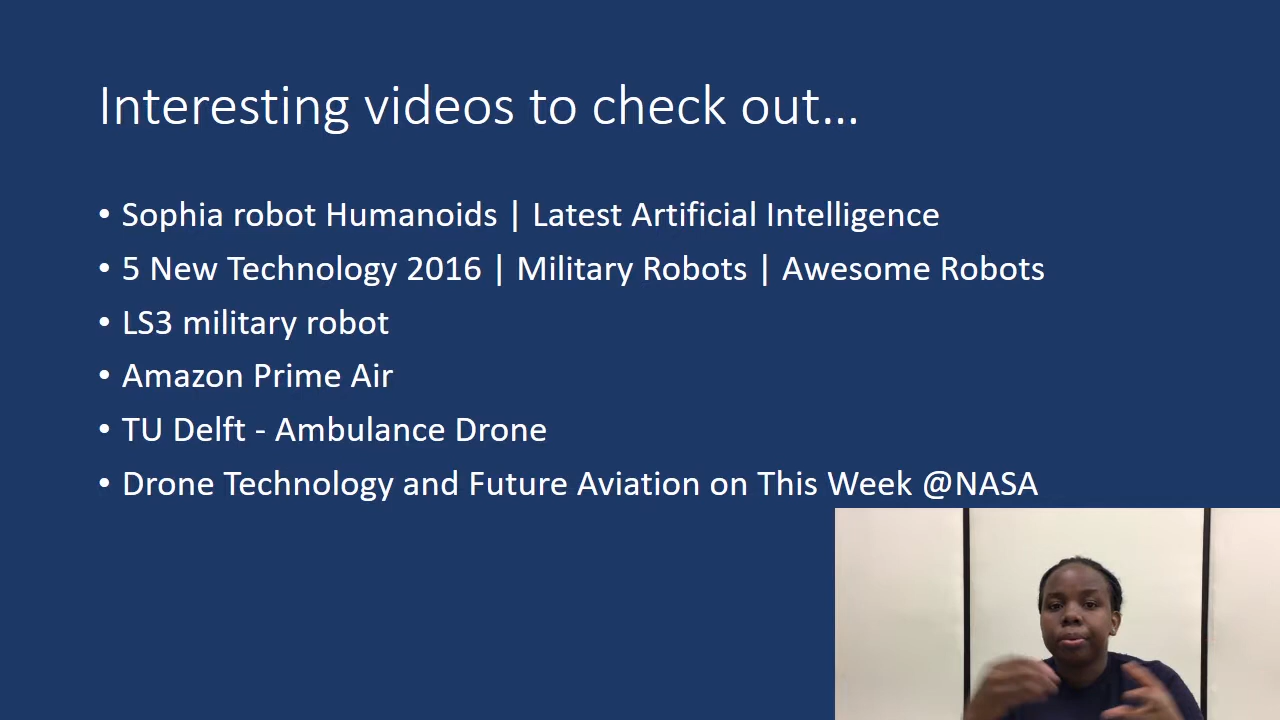 Interesting videos to check out...
• Sophia robot Humanoids | Latest Artificial Intelligence
• 5 New Technology 2016 | Military Robots | Awesome Robots
• LS3 military robot
• Amazon Prime Air
• TU Delft - Ambulance Drone
• Drone Technology and Future Aviation on This Week @NASA